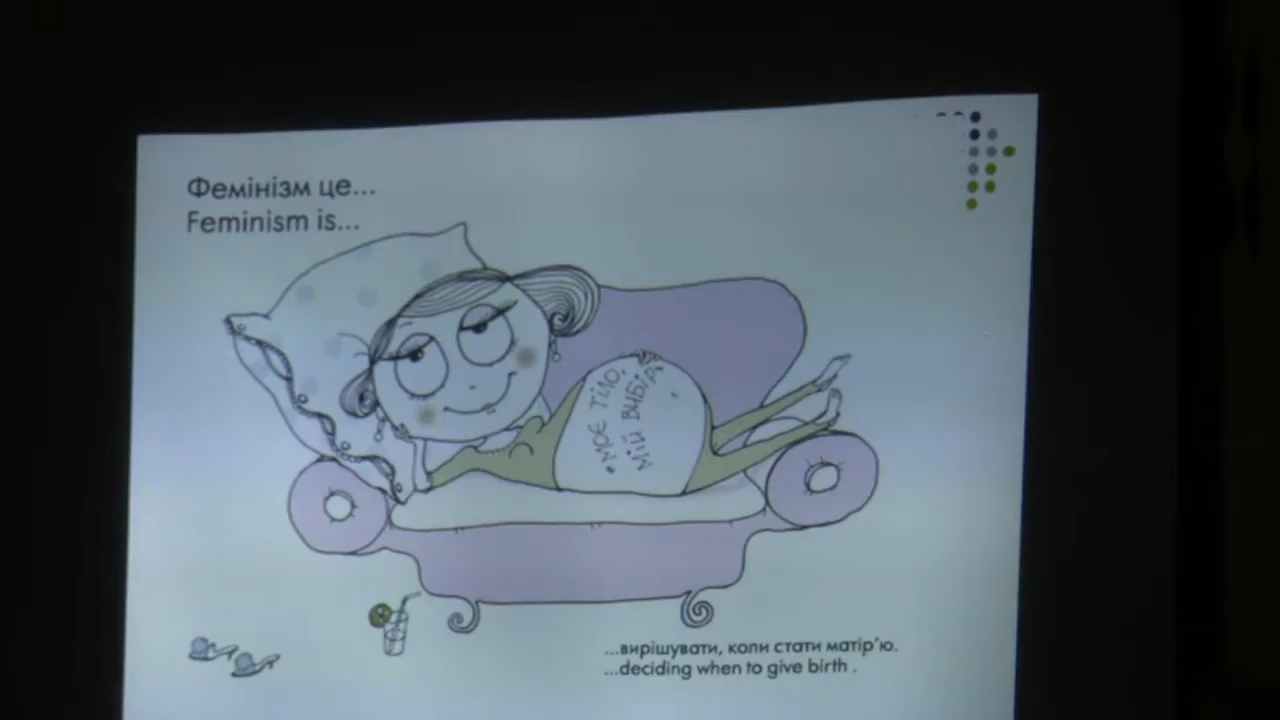 Фемінізм це...
Feminism is...
моє тіло,
мій вибір
...вирішувати, коли стати матір'ю.
...deciding when to give birth .